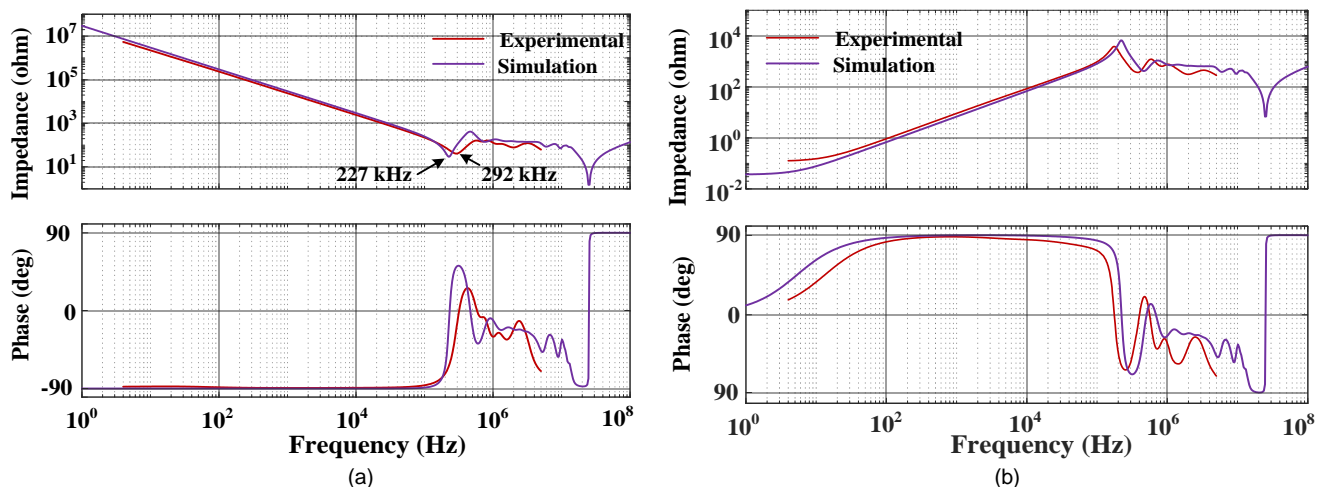 Impedance (ohm)
10^7
10^5
10^3
10^1
Experimental
Simulation
227 kHz
292 kHz
Phase (deg)
90
0
-90
10^0
10^2
10^4
10^6
10^8
Frequency (Hz)
(a)
Impedance (ohm)
10^4
10^2
10^0
10^-2
Experimental
Simulation
Phase (deg)
90
0
90
10^0
10^2
10^4
10^6
10^8
Frequency (Hz)
(b)